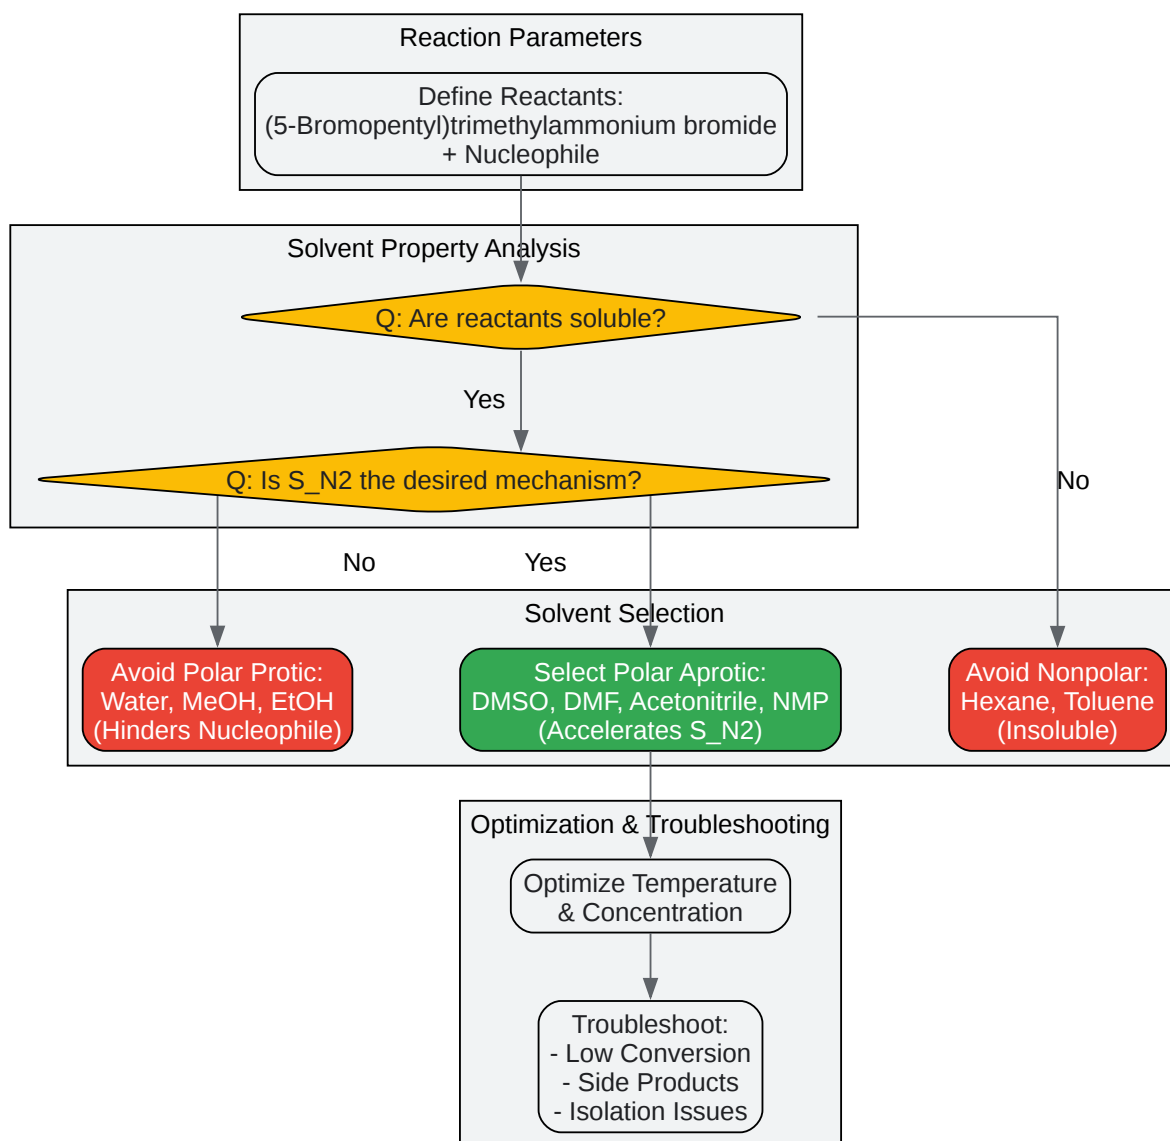 Reaction Parameters
Define Reactants:
(5-Bromopentyl)trimethylammonium bromide
+ Nucleophile
Solvent Property Analysis
Q: Are reactants soluble?
Yes
Q: Is S_N2 the desired mechanism?
No
No
Yes
Solvent Selection
Avoid Polar Protic:
Water, MeOH, EtOH
(Hinders Nucleophile)
Select Polar Aprotic:
DMSO, DMF, Acetonitrile, NMP
(Accelerates S_N2)
Avoid Nonpolar:
Hexane, Toluene
(Insoluble)
Optimization & Troubleshooting
Optimize Temperature
& Concentration
Troubleshoot:
- Low Conversion
- Side Products
- Isolation Issues